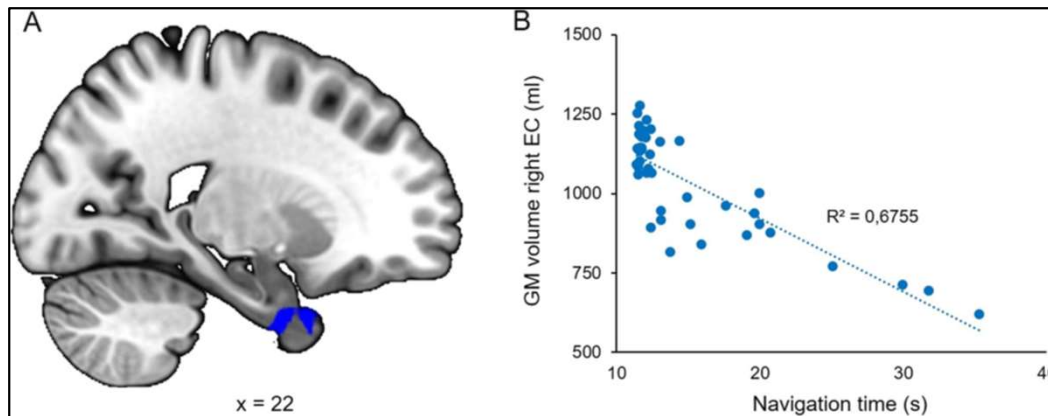 A
x = 22
B
GM volume right EC (ml)
1500
1250
1000
750
500
R² = 0,6755
10
20
30
40
Navigation time (s)